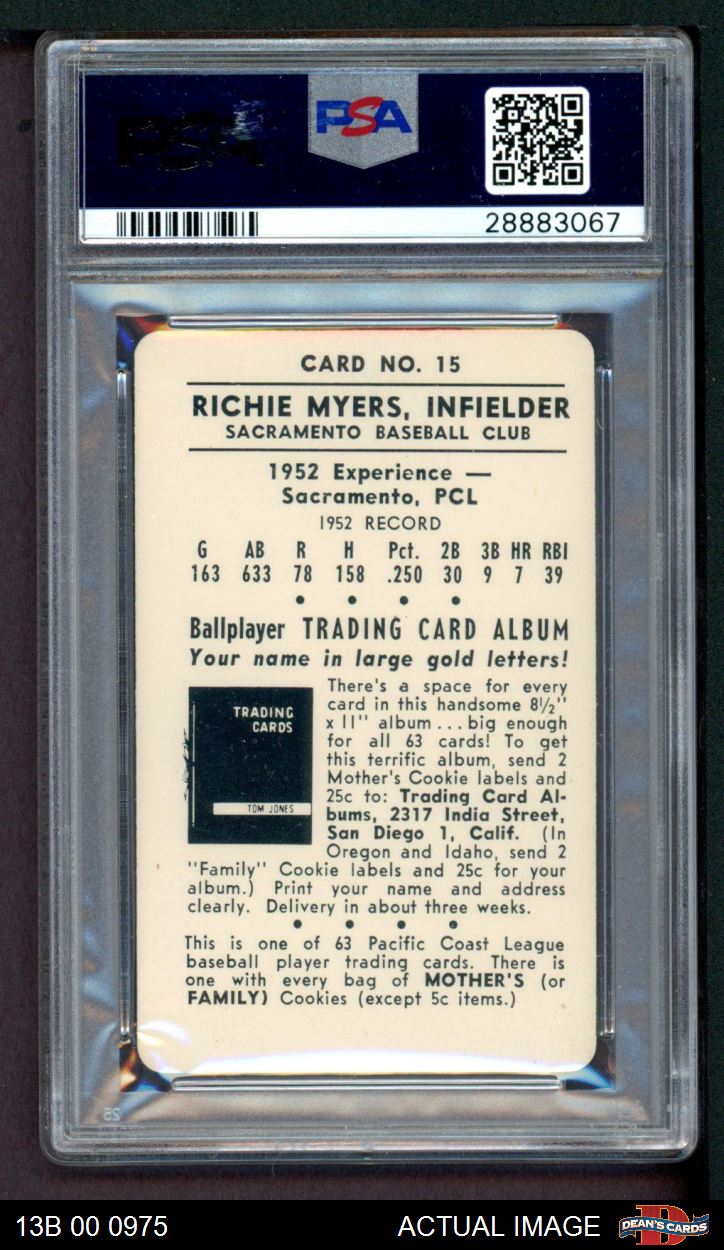 PSA
PSA
28883067
CARD NO. 15
RICHIE MYERS, INFIELDER
SACRAMENTO BASEBALL CLUB
1952 Experience —
Sacramento, PCL
1952 RECORD
G AB R H Pct. 2B 3B HR RBI
163 633 78 158 .250 30 9 7 39
• • • •
Ballplayer TRADING CARD ALBUM
Your name in large gold letters!
TRADING
CARDS
TOM JONES
There's a space for every
card in this handsome 8½"
x 11" album . . . big enough
for all 63 cards! To get
this terrific album, send 2
Mother's Cookie labels and
25c to: Trading Card Al-
bums, 2317 India Street,
San Diego 1, Calif. (In
Oregon and Idaho, send 2
"Family" Cookie labels and 25c for your
album.) Print your name and address
clearly. Delivery in about three weeks.
• • • •
This is one of 63 Pacific Coast League
baseball player trading cards. There is
one with every bag of MOTHER'S (or
FAMILY) Cookies (except 5c items.)
25
13B 00 0975 ACTUAL IMAGE DEAN'S CARDS